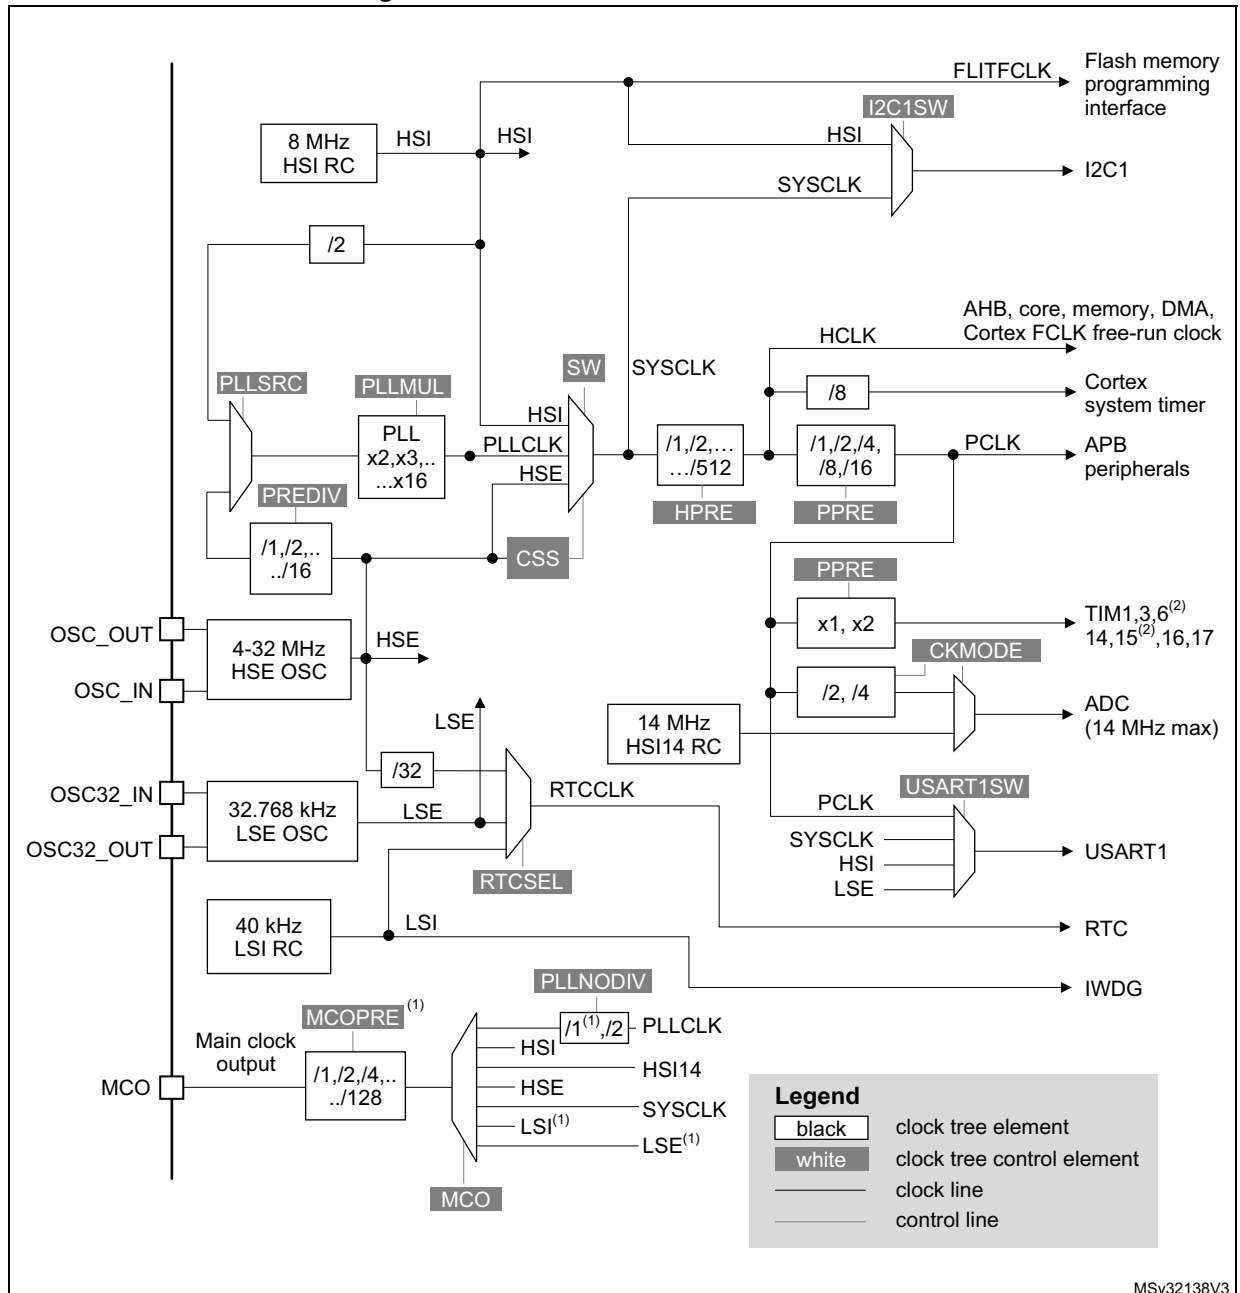 FLITFCLK
Flash memory
programming
interface
I2C1SW
8 MHz
HSI RC
HSI
HSI
HSI
SYSCLK
I2C1
/2
AHB, core, memory, DMA,
Cortex FCLK free-run clock
HCLK
SW
SYSCLK
PLLSRC
PLLMUL
/8
Cortex
system timer
HSI
PLL
x2,x3,..
...x16
PLLCLK
HSE
/1,/2,...
.../512
/1,/2,/4,
/8,/16
PCLK
APB
peripherals
PREDIV
HPRE
PPRE
/1,/2,..
../16
CSS
PPRE
OSC_OUT
OSC_IN
4-32 MHz
HSE OSC
HSE
x1, x2
TIM1,3,6(2)
14,15(2),16,17
CKMODE
/2, /4
ADC
(14 MHz max)
14 MHz
HSI14 RC
LSE
/32
OSC32_IN
OSC32_OUT
32.768 kHz
LSE OSC
LSE
RTCCLK
PCLK
USART1SW
SYSCLK
HSI
LSE
USART1
RTCSEL
40 kHz
LSI RC
LSI
RTC
IWDG
PLLNODIV
MCOPRE (1)
Main clock
output
/1(1),/2
PLLCLK
HSI
HSI14
MCO
/1,/2,/4,..
../128
HSE
SYSCLK
LSI(1)
LSE(1)
MCO
Legend
black
clock tree element
white
clock tree control element
clock line
control line
MSv32138V3